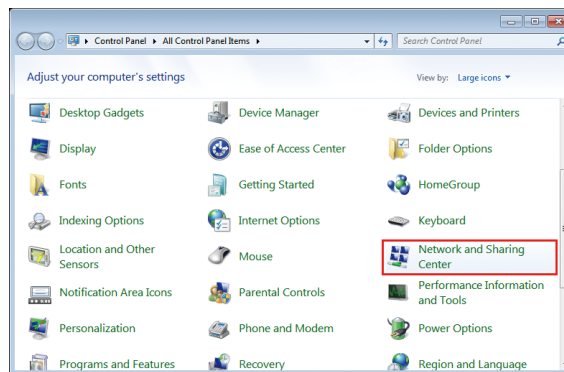 Control Panel All Control Panel Items Search Control Panel
Adjust your computer's settings View by: Large icons
Desktop Gadgets Device Manager Devices and Printers
Display Ease of Access Center Folder Options
Fonts Getting Started HomeGroup
Indexing Options Internet Options Keyboard
Location and Other
Sensors
Mouse
Network and Sharing
Center
Notification Area Icons Parental Controls
Performance Information
and Tools
Personalization Phone and Modem Power Options
Programs and Features Recovery Region and Language